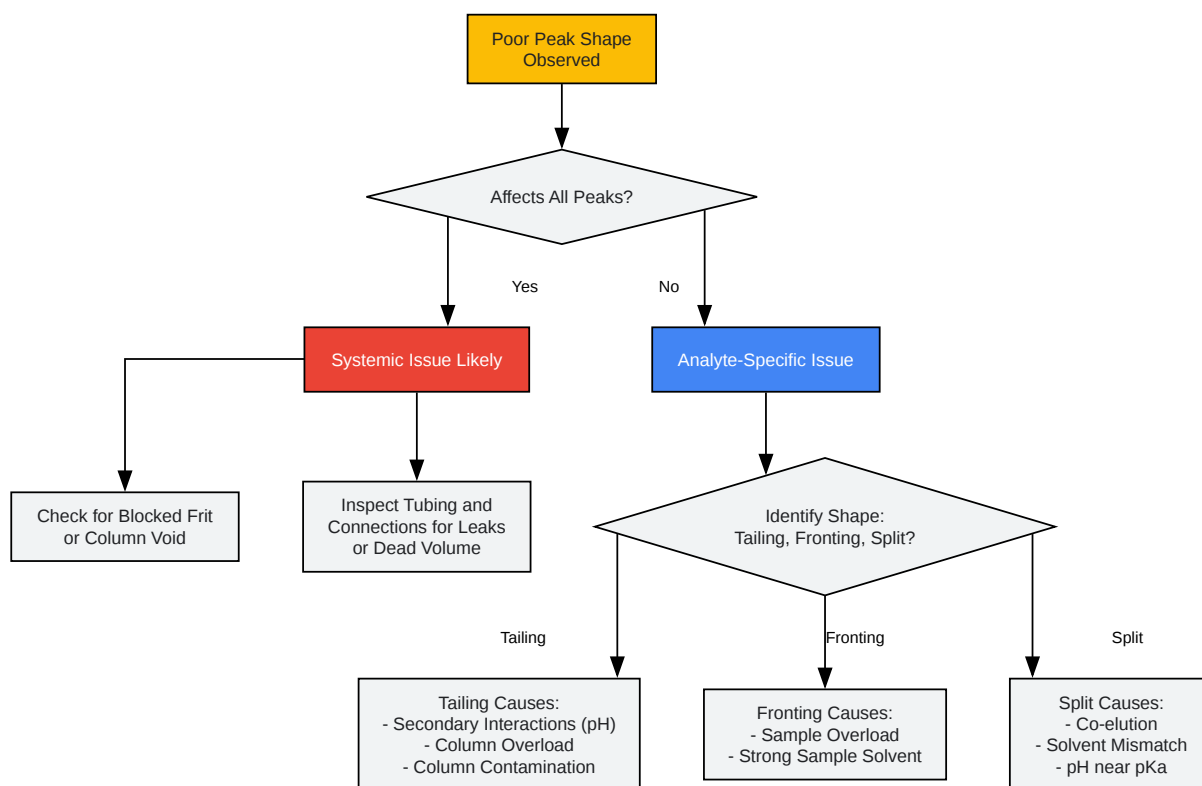 Poor Peak Shape
Observed
Affects All Peaks?
Yes
No
Systemic Issue Likely
Analyte-Specific Issue
Check for Blocked Frit
or Column Void
Inspect Tubing and
Connections for Leaks
or Dead Volume
Identify Shape:
Tailing, Fronting, Split?
Tailing
Fronting
Split
Tailing Causes:
- Secondary Interactions (pH)
- Column Overload
- Column Contamination
Fronting Causes:
- Sample Overload
- Strong Sample Solvent
Split Causes:
- Co-elution
- Solvent Mismatch
- pH near pKa